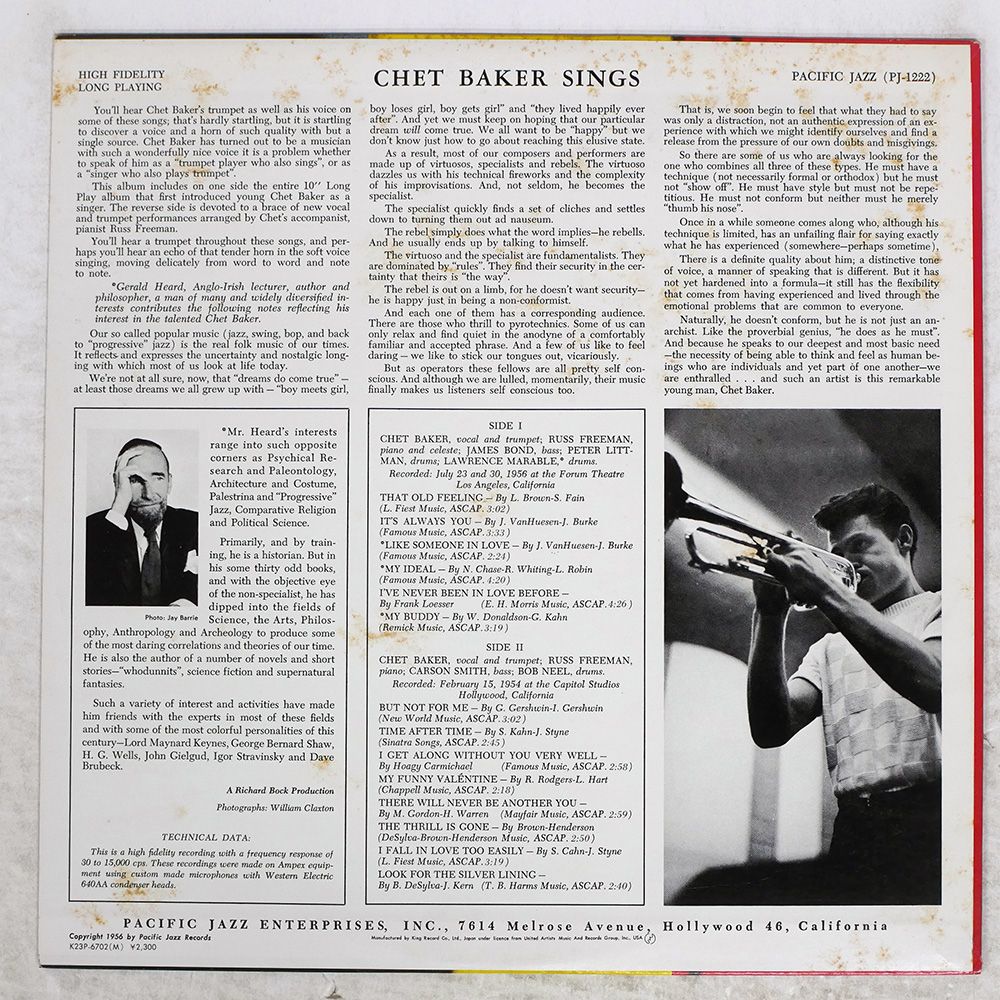 HIGH FIDELITY
LONG PLAYING
CHET BAKER SINGS
PACIFIC JAZZ (PJ-1222)
You'll hear Chet Baker's trumpet as well as his voice on
some of these songs; that's hardly startling, but it is startling
to discover a voice and a horn of such quality with but a
single source. Chet Baker has turned out to be a musician
with such a wonderfully nice voice it is a problem whether
to speak of him as a "trumpet player who also sings", or as
a "singer who also plays trumpet".
This album includes on one side the entire 10" Long
Play album that first introduced young Chet Baker as a
singer. The reverse side is devoted to a brace of new vocal
and trumpet performances arranged by Chet's accompanist,
pianist Russ Freeman.
You'll hear a trumpet throughout these songs, and per-
haps you'll hear an echo of that tender horn in the soft voice
singing, moving delicately from word to word and note
to note.
*Gerald Heard, Anglo-Irish lecturer, author and
philosopher, a man of many and widely diversified in-
terests contributes the following notes reflecting his
interest in the talented Chet Baker.
Our so called popular music (jazz, swing, bop, and back
to "progressive" jazz) is the real folk music of our times.
It reflects and expresses the uncertainty and nostalgic long-
ing with which most of us look at life today.
We're not at all sure, now, that "dreams do come true" –
at least those dreams we all grew up with – "boy meets girl,
boy loses girl, boy gets girl" and "they lived happily ever
after". And yet we must keep on hoping that our particular
dream will come true. We all want to be "happy" but we
don't know just how to go about reaching this elusive state.
As a result, most of our composers and performers are
made up of virtuosos, specialists and rebels. The virtuoso
dazzles us with his technical fireworks and the complexity
of his improvisations. And, not seldom, he becomes the
specialist.
The specialist quickly finds a set of cliches and settles
down to turning them out ad nauseum.
The rebel simply does what the word implies—he rebells.
And he usually ends up by talking to himself.
The virtuoso and the specialist are fundamentalists. They
are dominated by "rules". They find their security in the cer-
tainty that theirs is "the way".
The rebel is out on a limb, for he doesn't want security—
he is happy just in being a non-conformist.
And each one of them has a corresponding audience.
There are those who thrill to pyrotechnics. Some of us can
only relax and find quiet in the anodyne of a comfortably
familiar and accepted phrase. And a few of us like to feel
daring – we like to stick our tongues out, vicariously.
But as operators these fellows are all pretty self con-
scious. And although we are lulled, momentarily, their music
finally makes us listeners self conscious too.
That is, we soon begin to feel that what they had to say
was only a distraction, not an authentic expression of an ex-
perience with which we might identify ourselves and find a
release from the pressure of our own doubts and misgivings.
So there are some of us who are always looking for the
one who combines all three of these types. He must have a
technique (not necessarily formal or orthodox) but he must
not "show off". He must have style but must not be repe-
titious. He must not conform but neither must he merely
"thumb his nose".
Once in a while someone comes along who, although his
technique is limited, has an unfailing flair for saying exactly
what he has experienced (somewhere—perhaps sometime),
There is a definite quality about him; a distinctive tone
of voice, a manner of speaking that is different. But it has
not yet hardened into a formula—it still has the flexibility
that comes from having experienced and lived through the
emotional problems that are common to everyone.
Naturally, he doesn't conform, but he is not just an an-
archist. Like the proverbial genius, "he does as he must".
And because he speaks to our deepest and most basic need
—the necessity of being able to think and feel as human be-
ings who are individuals and yet part of one another—we
are enthralled . . . and such an artist is this remarkable
young man, Chet Baker.
*Mr. Heard's interests
range into such opposite
corners as Psychical Re-
search and Paleontology,
Architecture and Costume,
Palestrina and "Progressive"
Jazz, Comparative Religion
and Political Science.
Primarily, and by train-
ing, he is a historian. But in
his some thirty odd books,
and with the objective eye
of the non-specialist, he has
dipped into the fields of
Photo: Jay Barrie
Science, the Arts, Philos-
ophy, Anthropology and Archeology to produce some
of the most daring correlations and theories of our time.
He is also the author of a number of novels and short
stories—"whodunnits", science fiction and supernatural
fantasies.
Such a variety of interest and activities have made
him friends with the experts in most of these fields
and with some of the most colorful personalities of this
century—Lord Maynard Keynes, George Bernard Shaw,
H. G. Wells, John Gielgud, Igor Stravinsky and Dave
Brubeck.
A Richard Bock Production
Photographs: William Claxton
TECHNICAL DATA:
This is a high fidelity recording with a frequency response of
30 to 15,000 cps. These recordings were made on Ampex equip-
ment using custom made microphones with Western Electric
640AA condenser heads.
SIDE I
CHET BAKER, vocal and trumpet; RUSS FREEMAN,
piano and celeste; JAMES BOND, bass; PETER LITT-
MAN, drums; LAWRENCE MARABLE,* drums.
Recorded: July 23 and 30, 1956 at the Forum Theatre
Los Angeles, California
THAT OLD FEELING – By L. Brown-S. Fain
(L. Fiest Music, ASCAP. 3:02)
IT'S ALWAYS YOU – By J. VanHuesen-J. Burke
(Famous Music, ASCAP. 3:33)
*LIKE SOMEONE IN LOVE – By J. VanHuesen-J. Burke
(Famous Music, ASCAP. 2:24)
*MY IDEAL – By N. Chase-R. Whiting-L. Robin
(Famous Music, ASCAP. 4:20)
I'VE NEVER BEEN IN LOVE BEFORE –
By Frank Loesser (E. H. Morris Music, ASCAP. 4:26)
*MY BUDDY – By W. Donaldson-G. Kahn
(Remick Music, ASCAP. 3:19)
SIDE II
CHET BAKER, vocal and trumpet; RUSS FREEMAN,
piano; CARSON SMITH, bass; BOB NEEL, drums.
Recorded: February 15, 1954 at the Capitol Studios
Hollywood, California
BUT NOT FOR ME – By G. Gershwin-I. Gershwin
(New World Music, ASCAP. 3:02)
TIME AFTER TIME – By S. Kahn-J. Styne
(Sinatra Songs, ASCAP. 2:45)
I GET ALONG WITHOUT YOU VERY WELL –
By Hoagy Carmichael (Famous Music, ASCAP. 2:58)
MY FUNNY VALENTINE – By R. Rodgers-L. Hart
(Chappell Music, ASCAP. 2:18)
THERE WILL NEVER BE ANOTHER YOU –
By M. Gordon-H. Warren (Mayfair Music, ASCAP. 2:59)
THE THRILL IS GONE – By Brown-Henderson
(DeSylva-Brown-Henderson Music, ASCAP. 2:50)
I FALL IN LOVE TOO EASILY – By S. Cahn-J. Styne
(L. Fiest Music, ASCAP. 3:19)
LOOK FOR THE SILVER LINING –
By B. DeSylva-J. Kern (T. B. Harms Music, ASCAP. 2:40)
PACIFIC JAZZ ENTERPRISES, INC., 7614 Melrose Avenue, Hollywood 46, California
Copyright 1956 by Pacific Jazz Records
K23P-6702(M) ¥2,300
Manufactured by King Record Co., Ltd., Japan under licence from United Artists Music And Records Group, Inc., USA